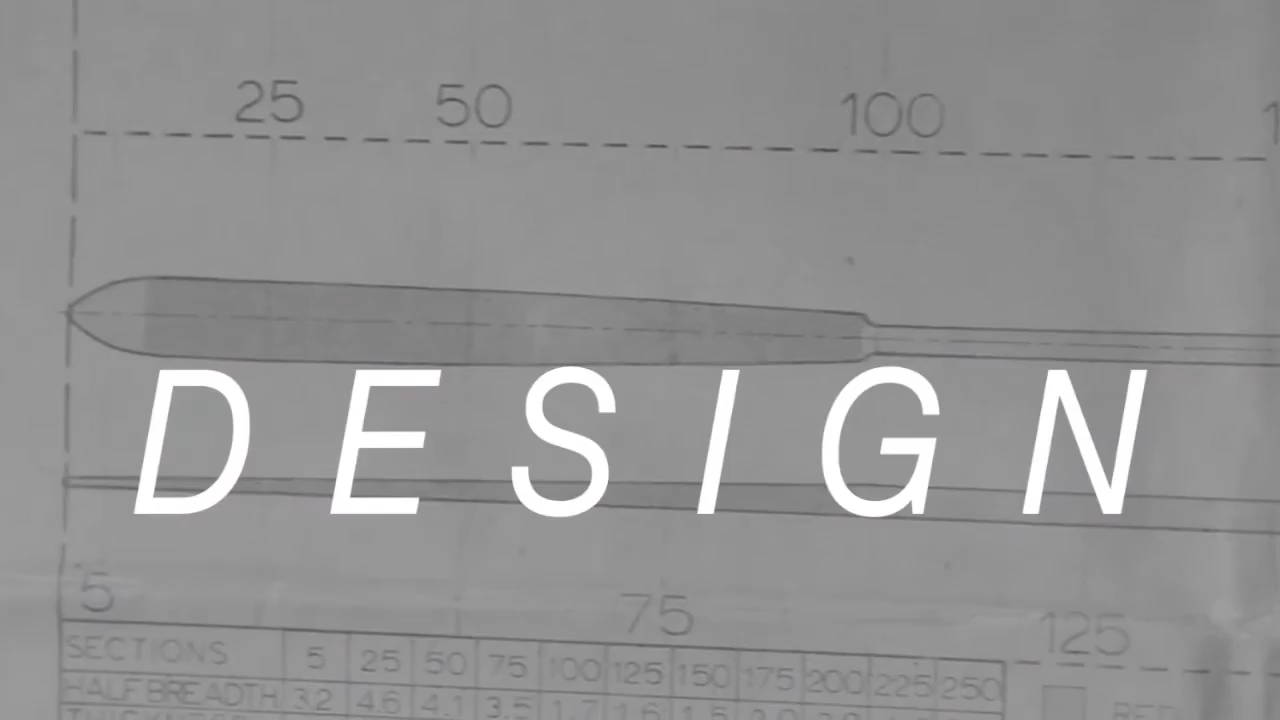 25 50 100
DESIGN
5 75 125
SECTIONS 5 25 50 75 100 125 150 175 200 225 250
HALF BREADTH 3.2 4.6 4.1 3.5 1.7 1.6 1.5
THICKNESS